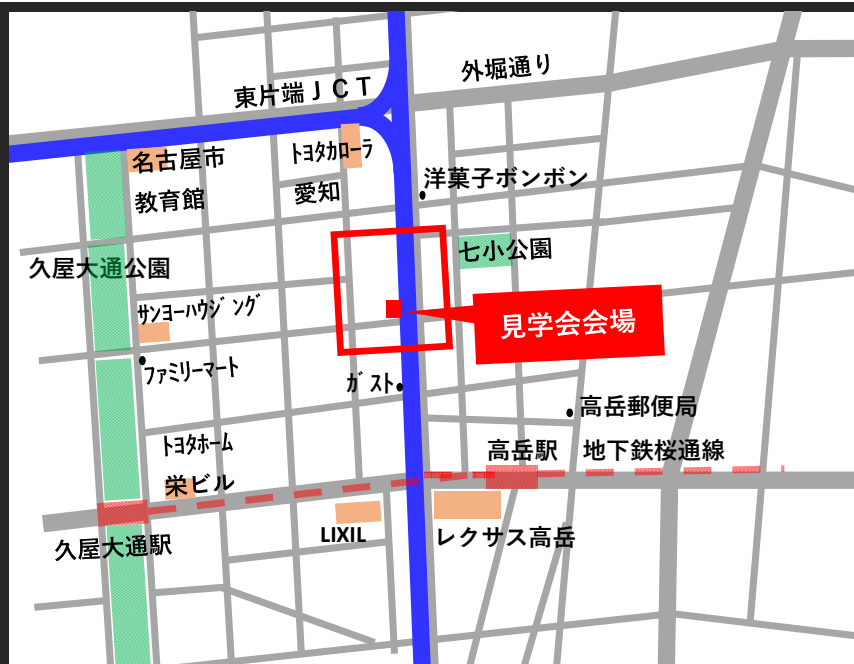 外堀通り
東片端ＪＣＴ
名古屋市
教育館
ﾄﾖﾀｶﾛｰﾗ
愛知
洋菓子ボンボン
七小公園
久屋大通公園
ｻﾝﾖｰﾊｳｼﾞﾝｸﾞ
見学会会場
ﾌｧﾐﾘｰﾏｰﾄ
ｶﾞｽﾄ
高岳郵便局
ﾄﾖﾀﾎｰﾑ
栄ビル
高岳駅
地下鉄桜通線
LIXIL
レクサス高岳
久屋大通駅